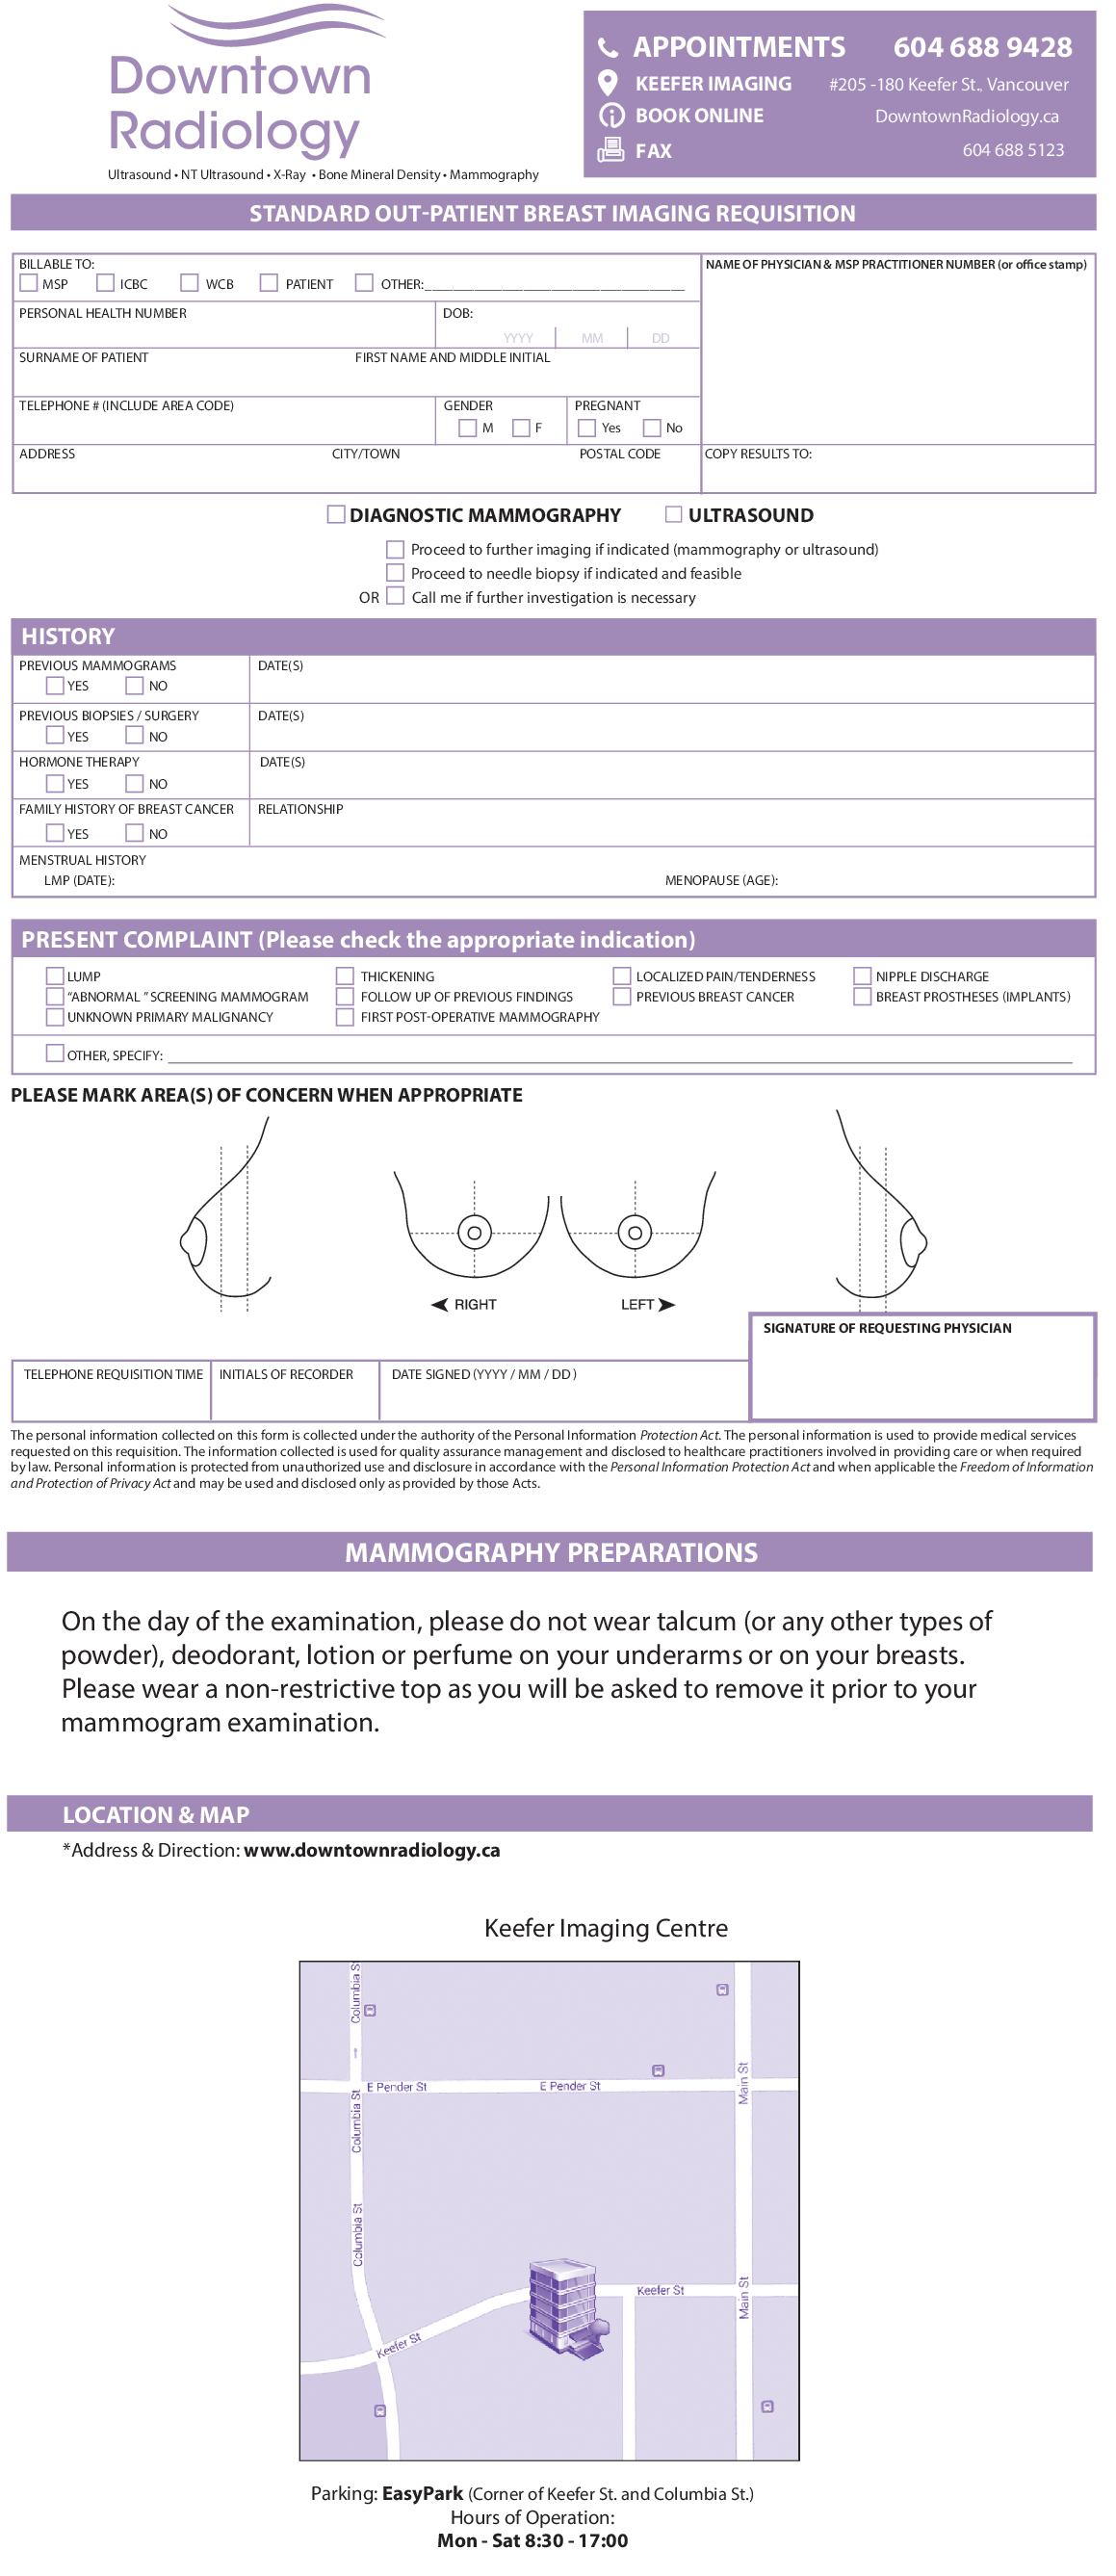 Downtown
Radiology
Ultrasound • NT Ultrasound • X-Ray • Bone Mineral Density • Mammography
APPOINTMENTS 604 688 9428
KEEFER IMAGING #205 -180 Keefer St., Vancouver
BOOK ONLINE DowntownRadiology.ca
FAX 604 688 5123
STANDARD OUT-PATIENT BREAST IMAGING REQUISITION
BILLABLE TO:
MSP ICBC WCB PATIENT OTHER:
NAME OF PHYSICIAN & MSP PRACTITIONER NUMBER (or office stamp)
PERSONAL HEALTH NUMBER DOB:
YYYY MM DD
SURNAME OF PATIENT FIRST NAME AND MIDDLE INITIAL
TELEPHONE # (INCLUDE AREA CODE) GENDER PREGNANT
M F Yes No
ADDRESS CITY/TOWN POSTAL CODE COPY RESULTS TO:
DIAGNOSTIC MAMMOGRAPHY ULTRASOUND
Proceed to further imaging if indicated (mammography or ultrasound)
Proceed to needle biopsy if indicated and feasible
OR Call me if further investigation is necessary
HISTORY
PREVIOUS MAMMOGRAMS DATE(S)
YES NO
PREVIOUS BIOPSIES / SURGERY DATE(S)
YES NO
HORMONE THERAPY DATE(S)
YES NO
FAMILY HISTORY OF BREAST CANCER RELATIONSHIP
YES NO
MENSTRUAL HISTORY
LMP (DATE): MENOPAUSE (AGE):
PRESENT COMPLAINT (Please check the appropriate indication)
LUMP THICKENING LOCALIZED PAIN/TENDERNESS NIPPLE DISCHARGE
“ABNORMAL ” SCREENING MAMMOGRAM FOLLOW UP OF PREVIOUS FINDINGS PREVIOUS BREAST CANCER BREAST PROSTHESES (IMPLANTS)
UNKNOWN PRIMARY MALIGNANCY FIRST POST-OPERATIVE MAMMOGRAPHY
OTHER, SPECIFY:
PLEASE MARK AREA(S) OF CONCERN WHEN APPROPRIATE
RIGHT LEFT
SIGNATURE OF REQUESTING PHYSICIAN
TELEPHONE REQUISITION TIME INITIALS OF RECORDER DATE SIGNED (YYYY / MM / DD )
The personal information collected on this form is collected under the authority of the Personal Information Protection Act. The personal information is used to provide medical services
requested on this requisition. The information collected is used for quality assurance management and disclosed to healthcare practitioners involved in providing care or when required
by law. Personal information is protected from unauthorized use and disclosure in accordance with the Personal Information Protection Act and when applicable the Freedom of Information
and Protection of Privacy Act and may be used and disclosed only as provided by those Acts.
MAMMOGRAPHY PREPARATIONS
On the day of the examination, please do not wear talcum (or any other types of
powder), deodorant, lotion or perfume on your underarms or on your breasts.
Please wear a non-restrictive top as you will be asked to remove it prior to your
mammogram examination.
LOCATION & MAP
*Address & Direction: www.downtownradiology.ca
Keefer Imaging Centre
Columbia St
E Pender St
E Pender St
Main St
Columbia St
Columbia St
Keefer St
Main St
Keefer St
Parking: EasyPark (Corner of Keefer St. and Columbia St.)
Hours of Operation:
Mon - Sat 8:30 - 17:00